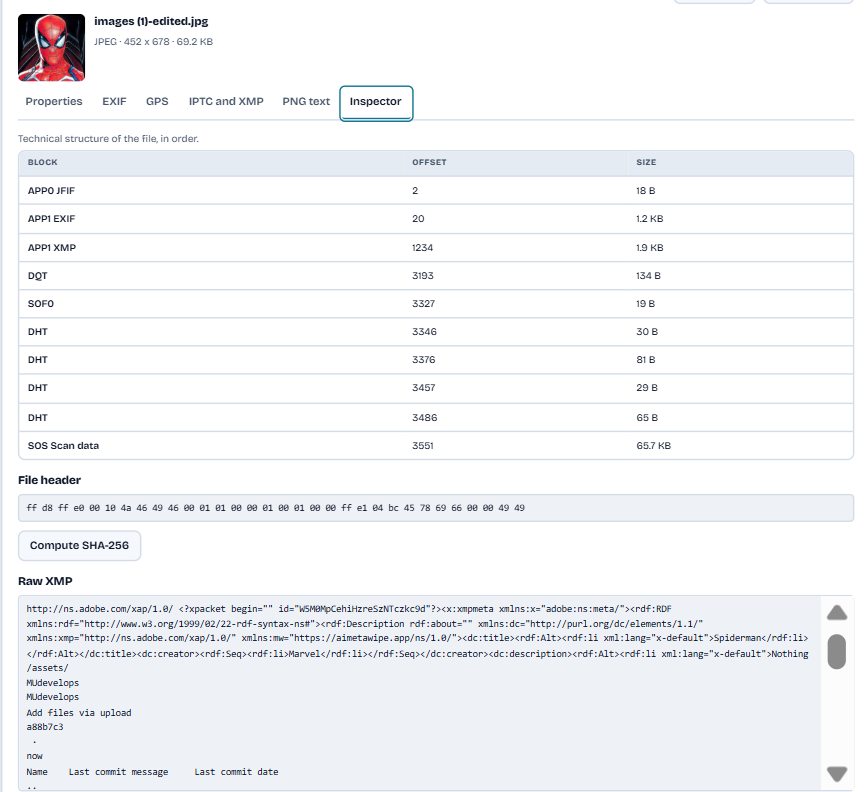 images (1)-edited.jpg
JPEG · 452 x 678 · 69.2 KB
Properties EXIF GPS IPTC and XMP PNG text Inspector
Technical structure of the file, in order.
BLOCK OFFSET SIZE
APP0 JFIF 2 18 B
APP1 EXIF 20 1.2 KB
APP1 XMP 1234 1.9 KB
DQT 3193 134 B
SOF0 3327 19 B
DHT 3346 30 B
DHT 3376 81 B
DHT 3457 29 B
DHT 3486 65 B
SOS Scan data 3551 65.7 KB
File header
ff d8 ff e0 00 10 4a 46 49 46 00 01 01 00 00 01 00 01 00 00 ff e1 04 bc 45 78 69 66 00 00 49 49
Compute SHA-256
Raw XMP
http://ns.adobe.com/xap/1.0/ <?xpacket begin="" id="W5M0MpCehiHzreSzNTczkc9d"?><x:xmpmeta xmlns:x="adobe:ns:meta/"><rdf:RDF
xmlns:rdf="http://www.w3.org/1999/02/22-rdf-syntax-ns#"><rdf:Description rdf:about="" xmlns:dc="http://purl.org/dc/elements/1.1/"
xmlns:xmp="http://ns.adobe.com/xap/1.0/" xmlns:mw="https://aimetawipe.app/ns/1.0/"><dc:title><rdf:Alt><rdf:li xml:lang="x-default">Spiderman</rdf:li>
</rdf:Alt></dc:title><dc:creator><rdf:Seq><rdf:li>Marvel</rdf:li></rdf:Seq></dc:creator><dc:description><rdf:Alt><rdf:li xml:lang="x-default">Nothing
/assets/
MUdevelops
MUdevelops
Add files via upload
a88b7c3
.
now
Name Last commit message Last commit date
..